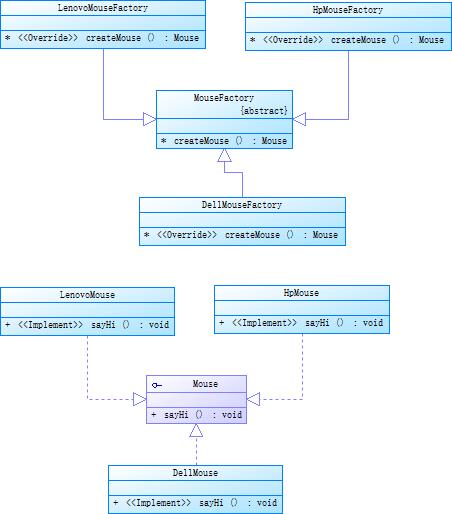 LenovoMouseFactory
* <<Override>> createMouse () : Mouse
HpMouseFactory
* <<Override>> createMouse () : Mouse
MouseFactory
{abstract}
* createMouse () : Mouse
DellMouseFactory
* <<Override>> createMouse () : Mouse
LenovoMouse
+ <<Implement>> sayHi () : void
HpMouse
+ <<Implement>> sayHi () : void
Mouse
+ sayHi () : void
DellMouse
+ <<Implement>> sayHi () : void